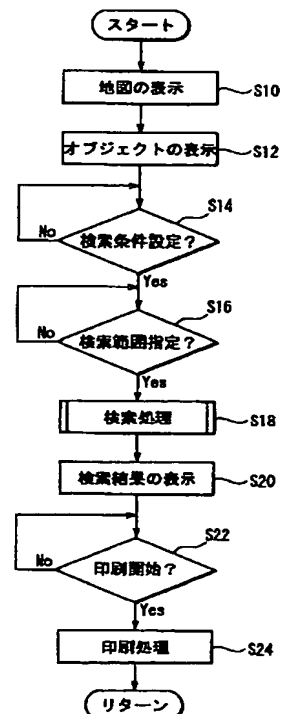 スタート
地図の表示
S10
オブジェクトの表示
S12
S14
検索条件設定?
No
Yes
S16
検索範囲指定?
No
Yes
検索処理
S18
検索結果の表示
S20
S22
印刷開始?
No
Yes
印刷処理
S24
リターン